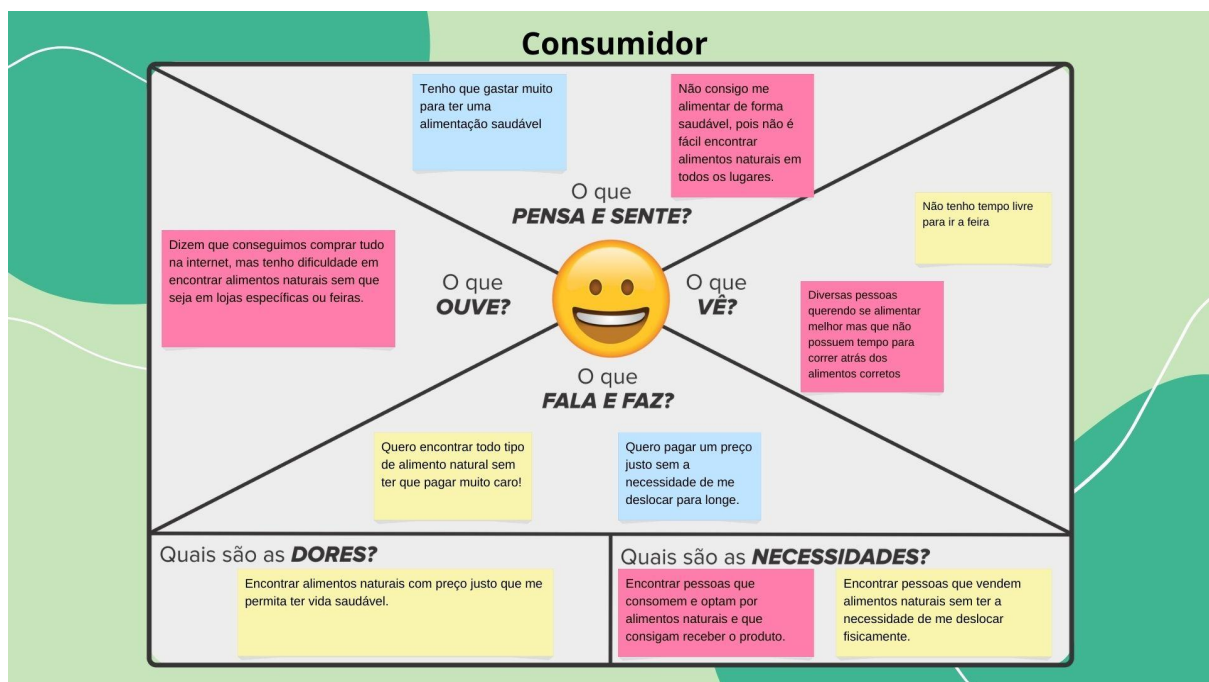 Consumidor
Tenho que gastar muito
para ter uma
alimentação saudável
Não consigo me
alimentar de forma
saudável, pois não é
fácil encontrar
alimentos naturais em
todos os lugares.
O que
PENSA E SENTE?
Dizem que conseguimos comprar tudo
na internet, mas tenho dificuldade em
encontrar alimentos naturais sem que
seja em lojas específicas ou feiras.
O que
OUVE?
O que
VÊ?
Não tenho tempo livre
para ir a feira
Diversas pessoas
querendo se alimentar
melhor mas que não
possuem tempo para
correr atrás dos
alimentos corretos
O que
FALA E FAZ?
Quero encontrar todo tipo
de alimento natural sem
ter que pagar muito caro!
Quero pagar um preço
justo sem a
necessidade de me
deslocar para longe.
Quais são as DORES?
Encontrar alimentos naturais com preço justo que me
permita ter vida saudável.
Quais são as NECESSIDADES?
Encontrar pessoas que
consomem e optam por
alimentos naturais e que
consigam receber o produto.
Encontrar pessoas que vendem
alimentos naturais sem ter a
necessidade de me deslocar
fisicamente.